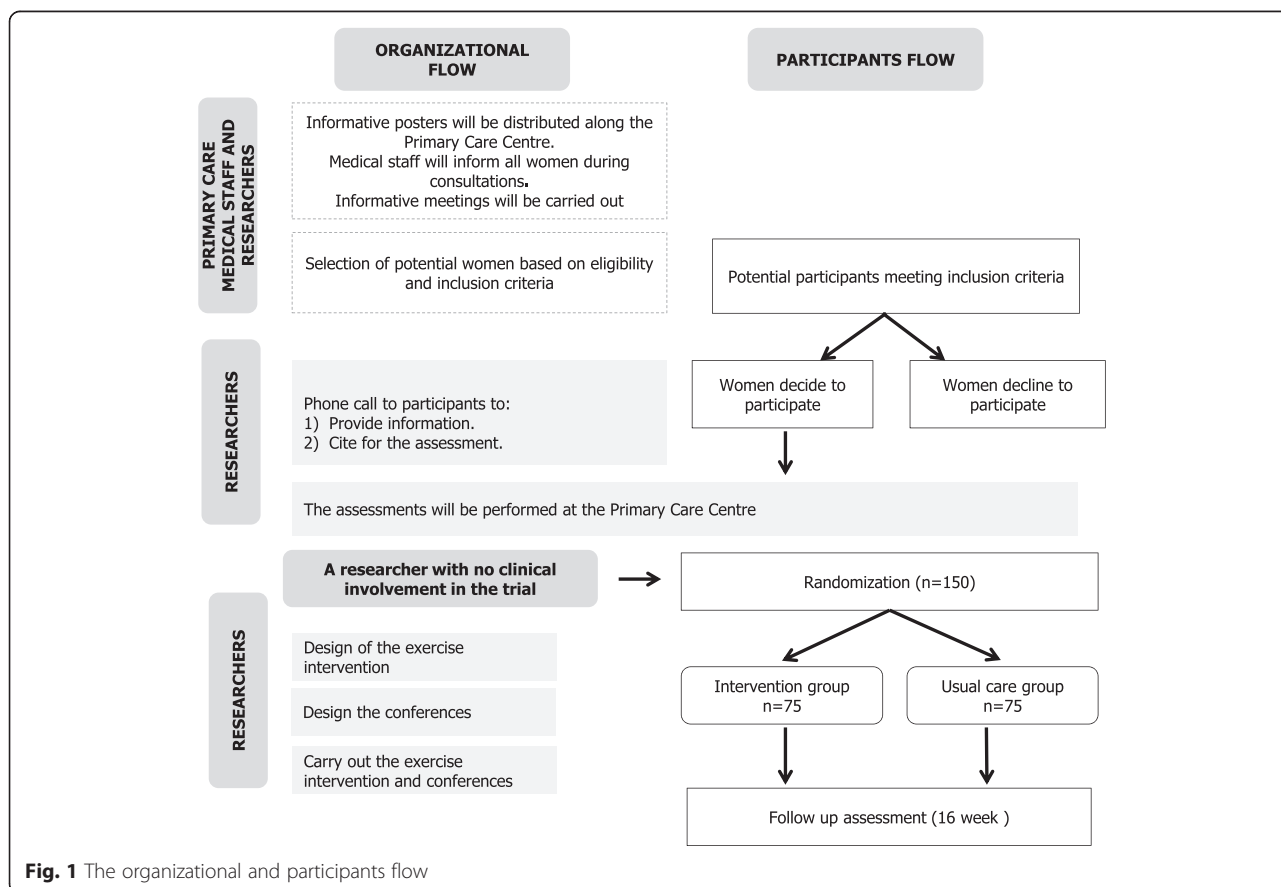 ORGANIZATIONAL
FLOW
PARTICIPANTS FLOW
PRIMARY CARE
MEDICAL STAFF AND
RESEARCHERS
Informative posters will be distributed along the
Primary Care Centre.
Medical staff will inform all women during
consultations.
Informative meetings will be carried out
Selection of potential women based on eligibility
and inclusion criteria
Potential participants meeting inclusion criteria
RESEARCHERS
Phone call to participants to:
1) Provide information.
2) Cite for the assessment.
Women decide to
participate
Women decline to
participate
The assessments will be performed at the Primary Care Centre
A researcher with no clinical
involvement in the trial
Randomization (n=150)
RESEARCHERS
Design of the exercise
intervention
Design the conferences
Carry out the exercise
intervention and conferences
Intervention group
n=75
Usual care group
n=75
Follow up assessment (16 week )
Fig. 1 The organizational and participants flow